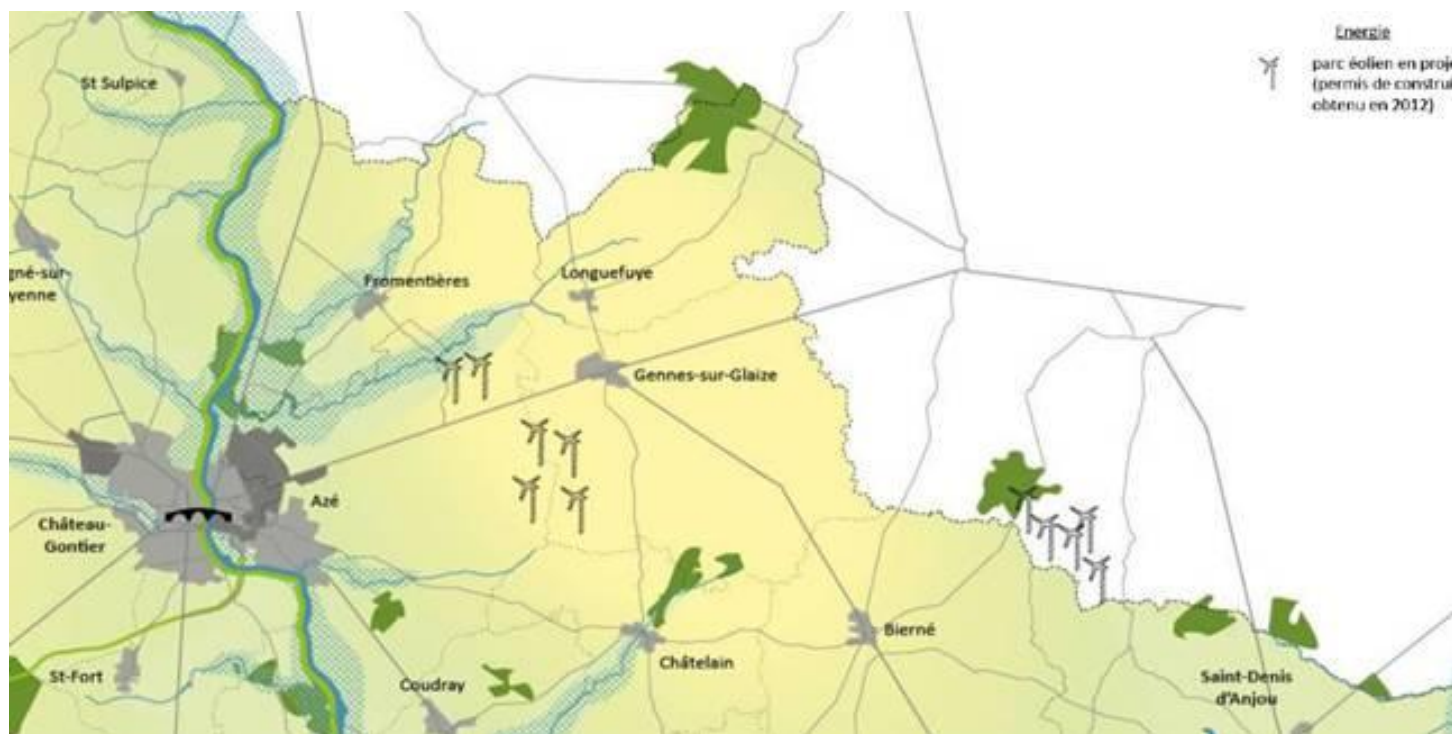 Energie
parc éolien en proje
(permis de construi
obtenu en 2012)
St Sulpice
Fromentières
Longuefuye
gné-sur-
yenne
Gennes-sur-Glaize
Azé
Château-
Gontier
Bierné
Châtelain
St-Fort
Coudray
Saint-Denis
d'Anjou